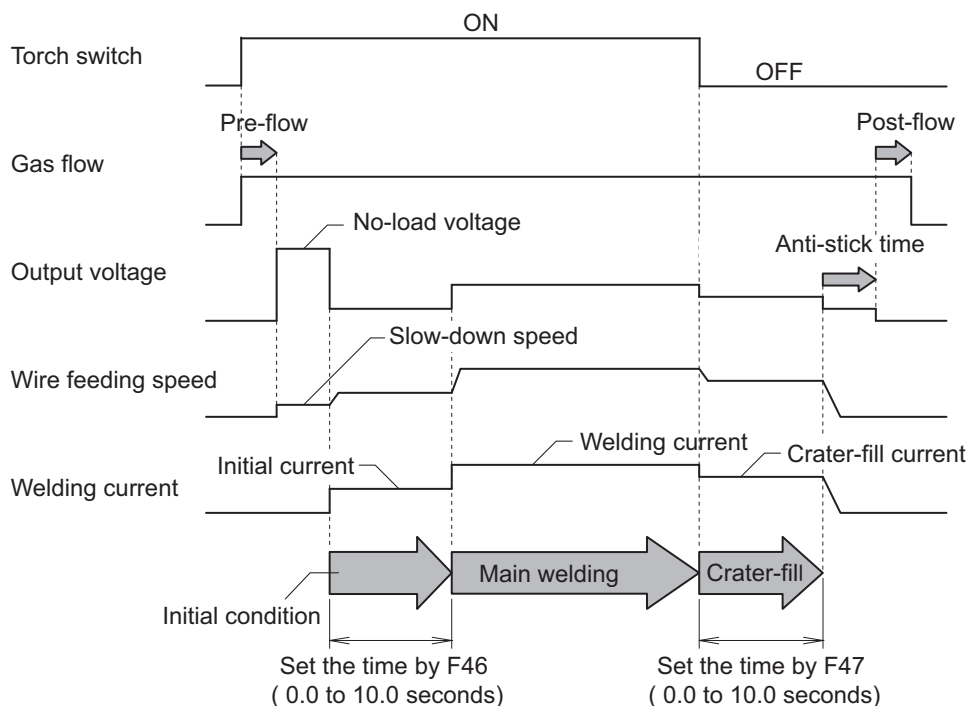 ON
Torch switch
OFF
Pre-flow
Post-flow
Gas flow
No-load voltage
Anti-stick time
Output voltage
Slow-down speed
Wire feeding speed
Welding current
Initial current
Crater-fill current
Welding current
Main welding
Crater-fill
Initial condition
Set the time by F46
( 0.0 to 10.0 seconds)
Set the time by F47
( 0.0 to 10.0 seconds)